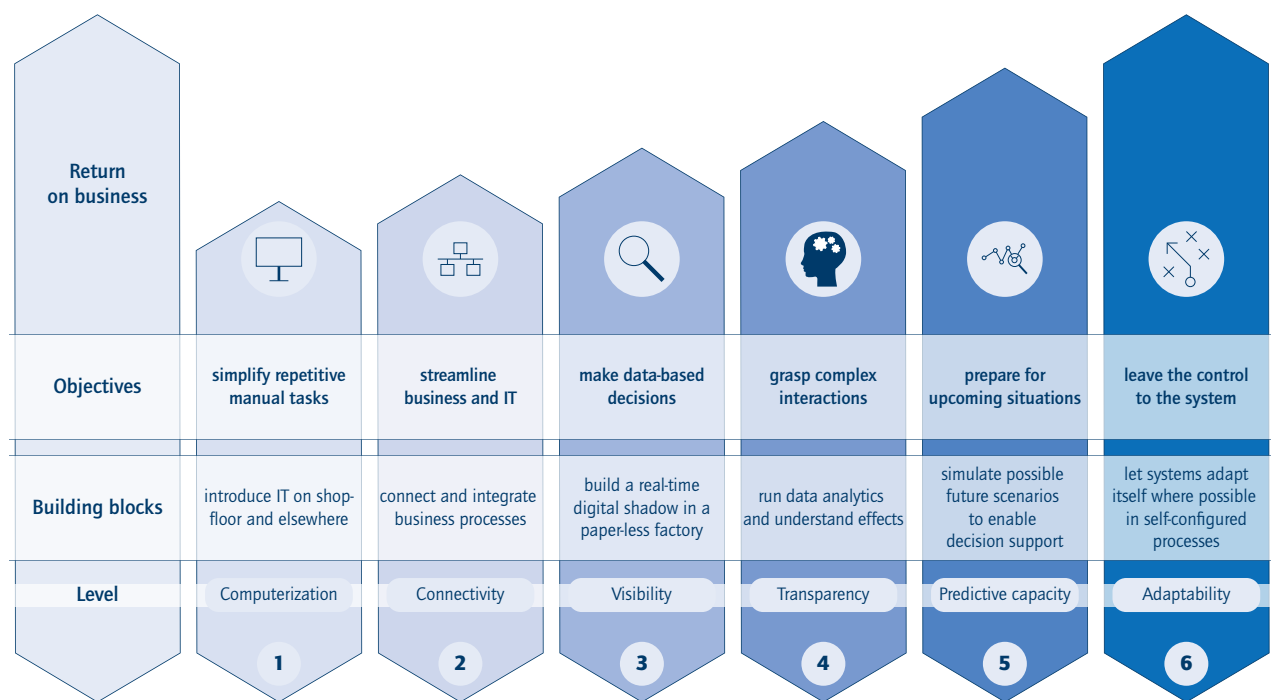 Return
on business
Objectives
simplify repetitive
manual tasks
streamline
business and IT
make data-based
decisions
grasp complex
interactions
prepare for
upcoming situations
leave the control
to the system
Building blocks
introduce IT on shop-
floor and elsewhere
connect and integrate
business processes
build a real-time
digital shadow in a
paper-less factory
run data analytics
and understand effects
simulate possible
future scenarios
to enable
decision support
let systems adapt
itself where possible
in self-configured
processes
Level
Computerization
Connectivity
Visibility
Transparency
Predictive capacity
Adaptability
1
2
3
4
5
6